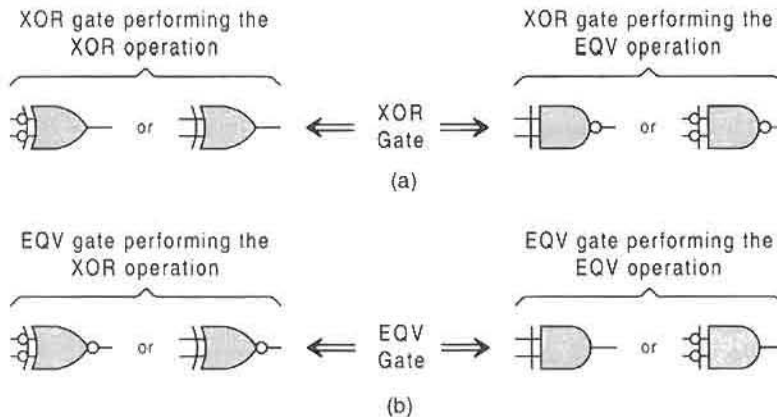 XOR gate performing the
XOR operation
XOR gate performing the
EQV operation
or
XOR
Gate
or
(a)
EQV gate performing the
XOR operation
EQV gate performing the
EQV operation
or
EQV
Gate
or
(b)